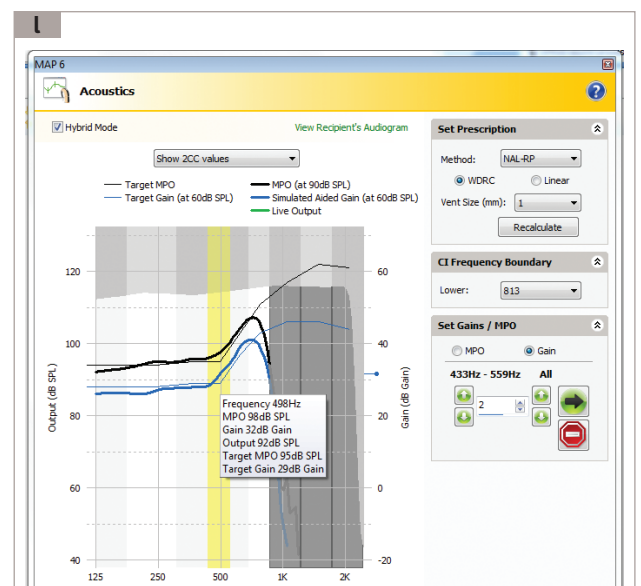 l
MAP 6
Acoustics
?
Hybrid Mode
View Recipient's Audiogram
Show 2CC values
Target MPO
MPO (at 90dB SPL)
Target Gain (at 60dB SPL)
Simulated Aided Gain (at 60dB SPL)
Live Output
120
60
100
40
80
20
60
0
40
-20
Output (dB SPL)
Gain (dB Gain)
125 250 500 1K 2K
Frequency 498Hz
MPO 98dB SPL
Gain 32dB Gain
Output 92dB SPL
Target MPO 95dB SPL
Target Gain 29dB Gain
Set Prescription
Method: NAL-RP
WDRC Linear
Vent Size (mm): 1
Recalculate
CI Frequency Boundary
Lower: 813
Set Gains / MPO
MPO Gain
433Hz - 559Hz All
2